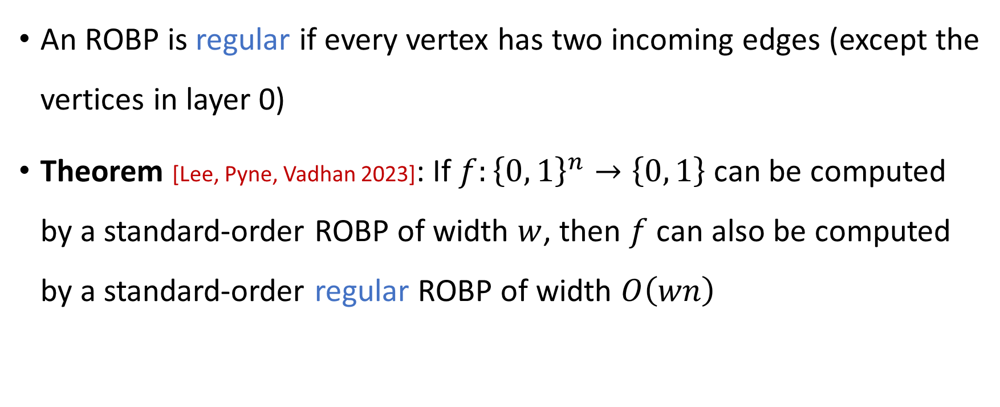 • An ROBP is regular if every vertex has two incoming edges (except the
vertices in layer 0)
• Theorem [Lee, Pyne, Vadhan 2023]: If 𝑓: {0, 1}ⁿ → {0, 1} can be computed
by a standard-order ROBP of width 𝑤, then 𝑓 can also be computed
by a standard-order regular ROBP of width 𝑂(𝑤𝑛)